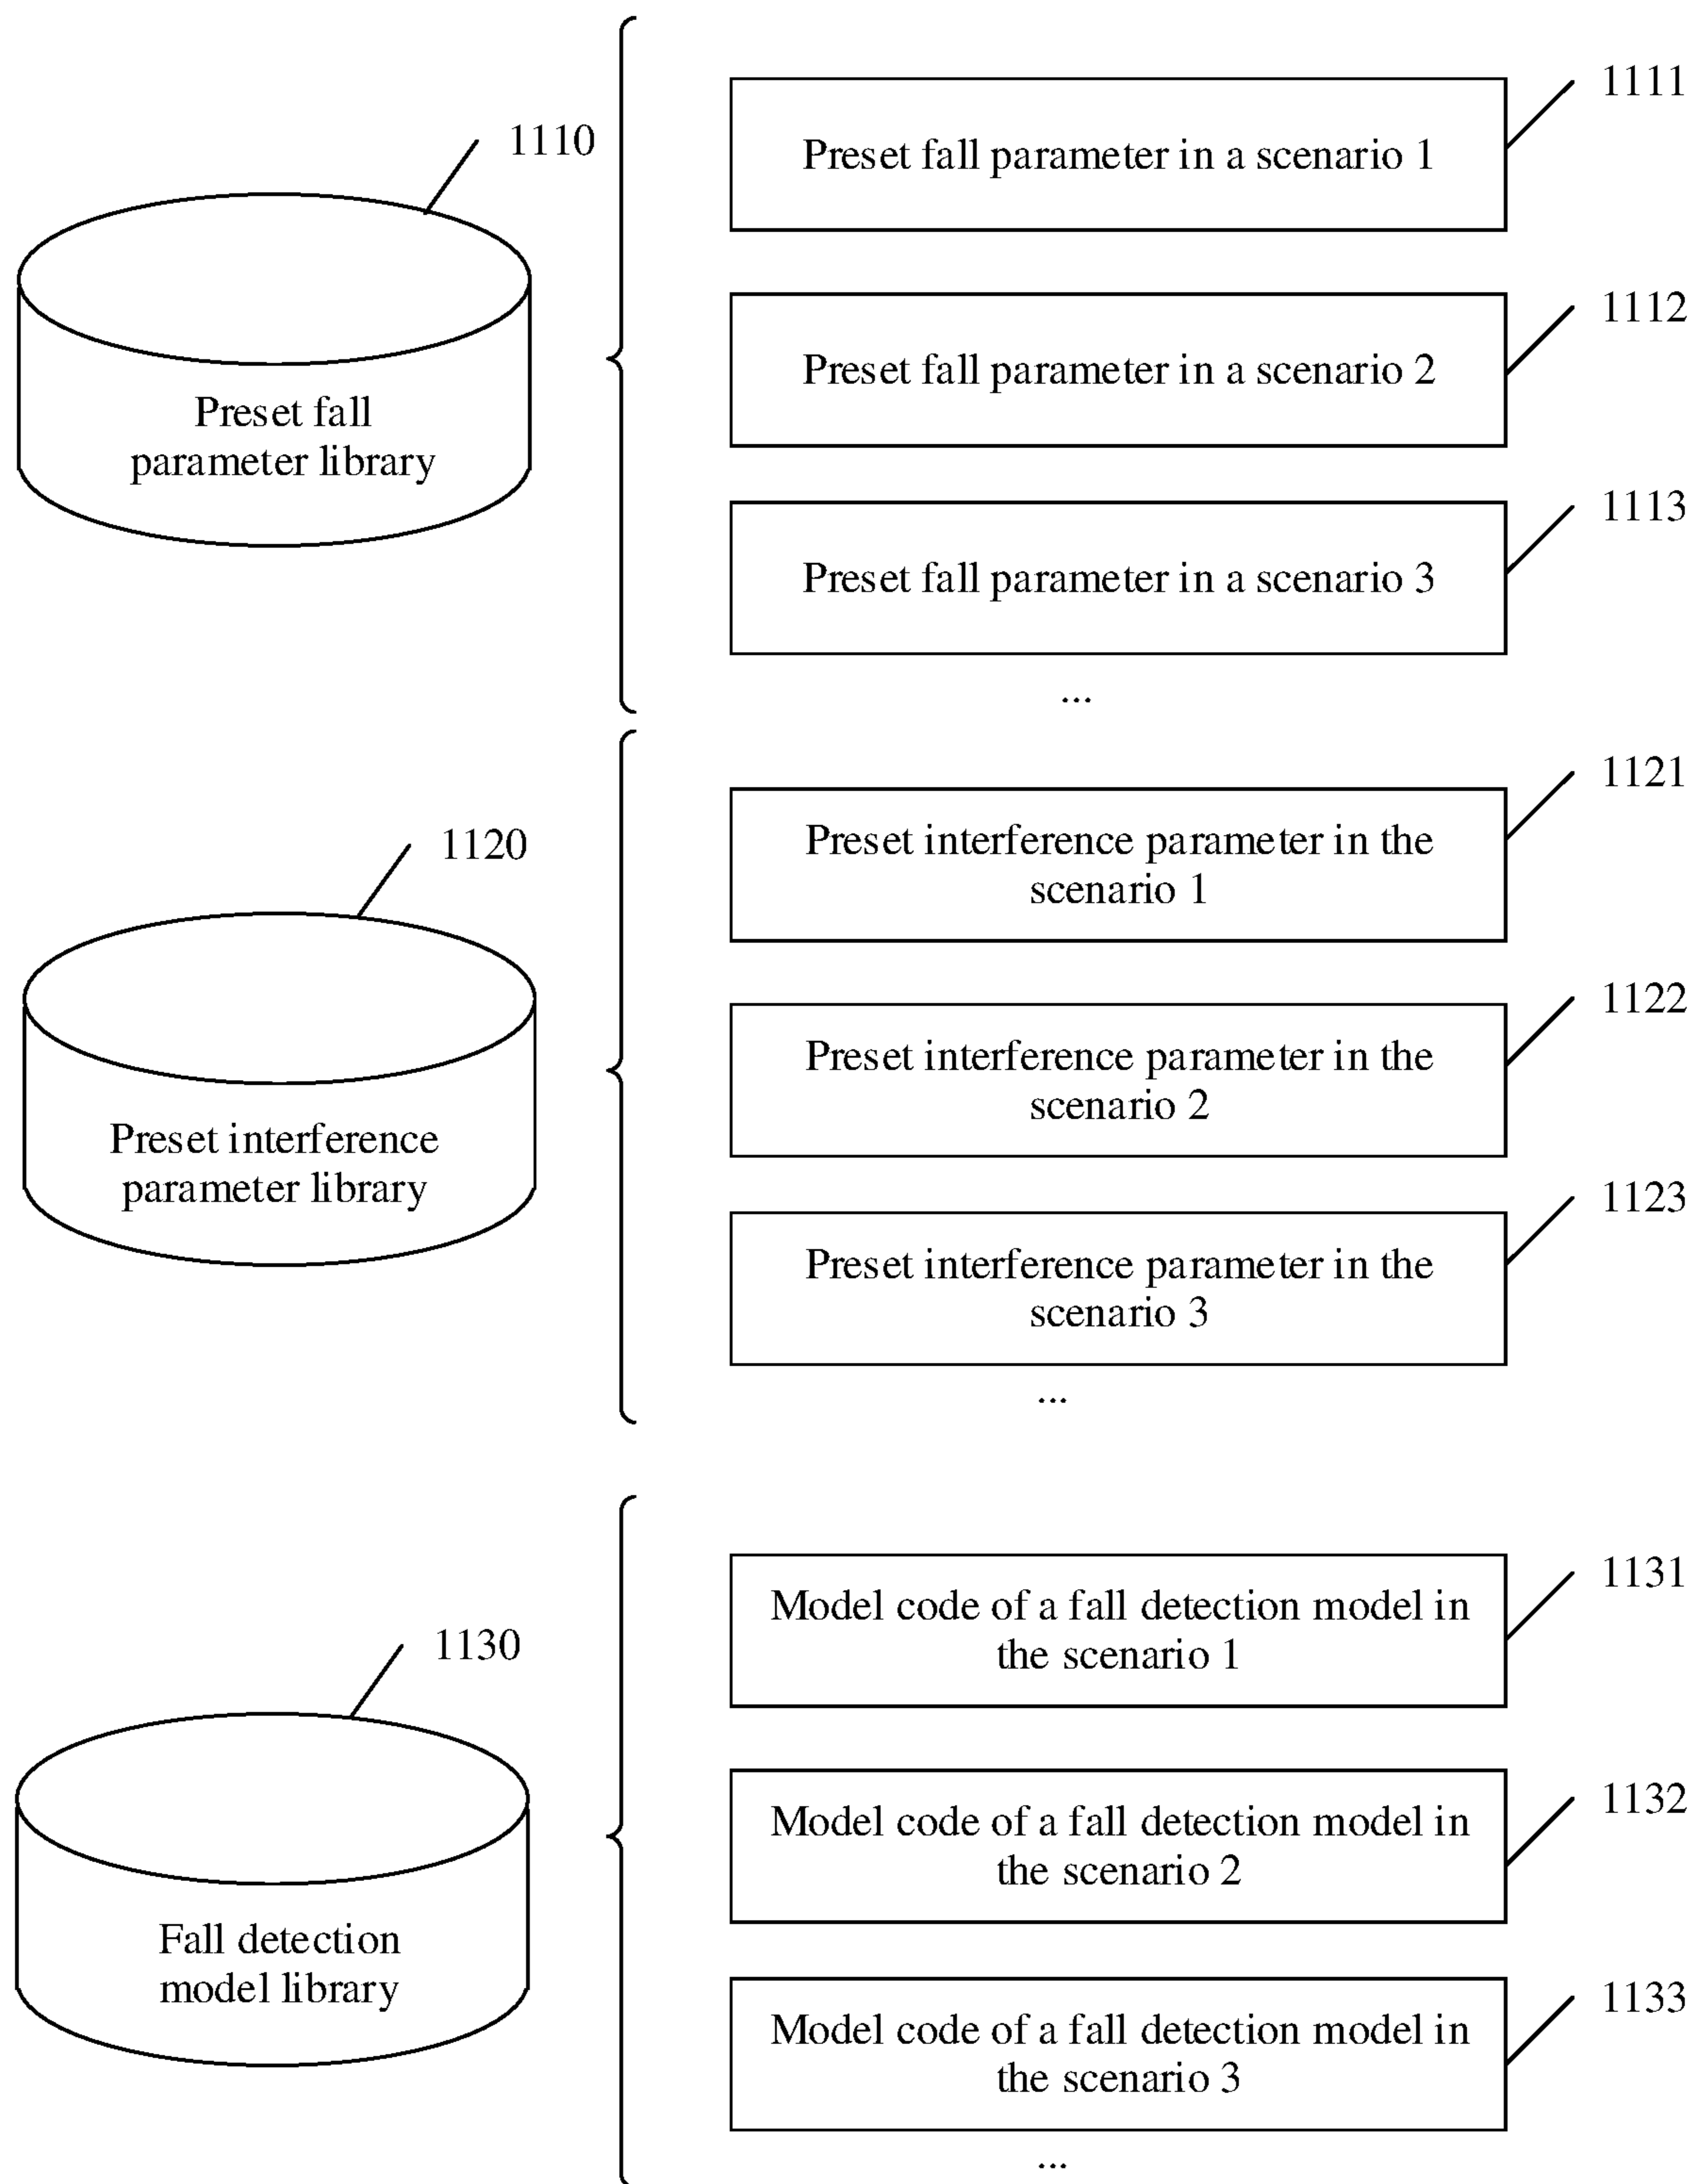 1110
Preset fall
parameter library
1111
Preset fall parameter in a scenario 1
1112
Preset fall parameter in a scenario 2
1113
Preset fall parameter in a scenario 3
...
1120
Preset interference
parameter library
1121
Preset interference parameter in the
scenario 1
1122
Preset interference parameter in the
scenario 2
1123
Preset interference parameter in the
scenario 3
...
1130
Fall detection
model library
1131
Model code of a fall detection model in
the scenario 1
1132
Model code of a fall detection model in
the scenario 2
1133
Model code of a fall detection model in
the scenario 3
...